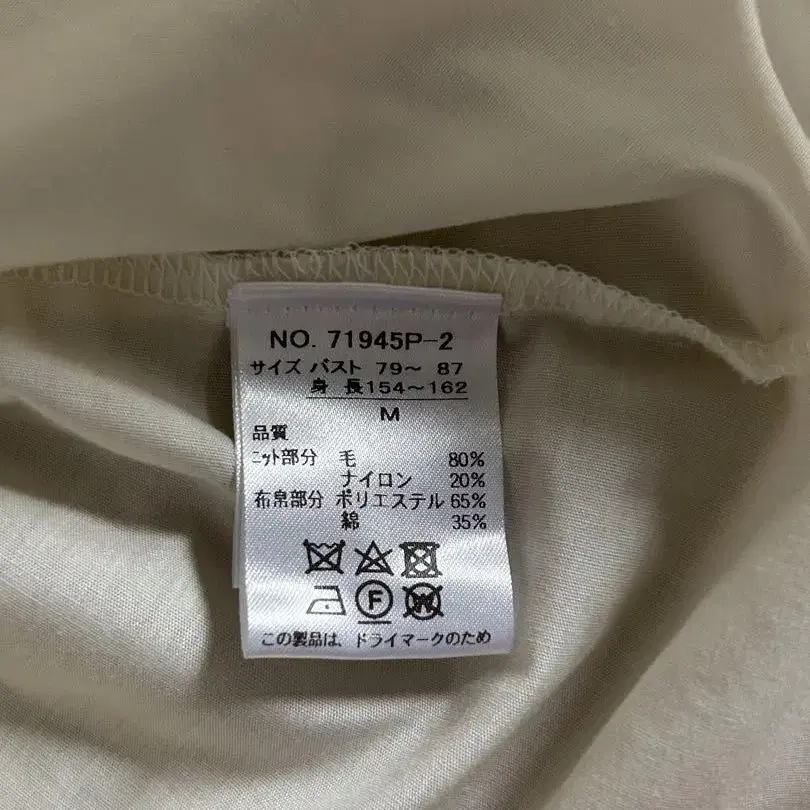 NO. 71945P-2
サイズ バスト 79～ 87
身 長154～162
M
品質
ニット部分 毛 80%
ナイロン 20%
布帛部分 ポリエステル 65%
綿 35%
F
W
この製品は、ドライマークのため